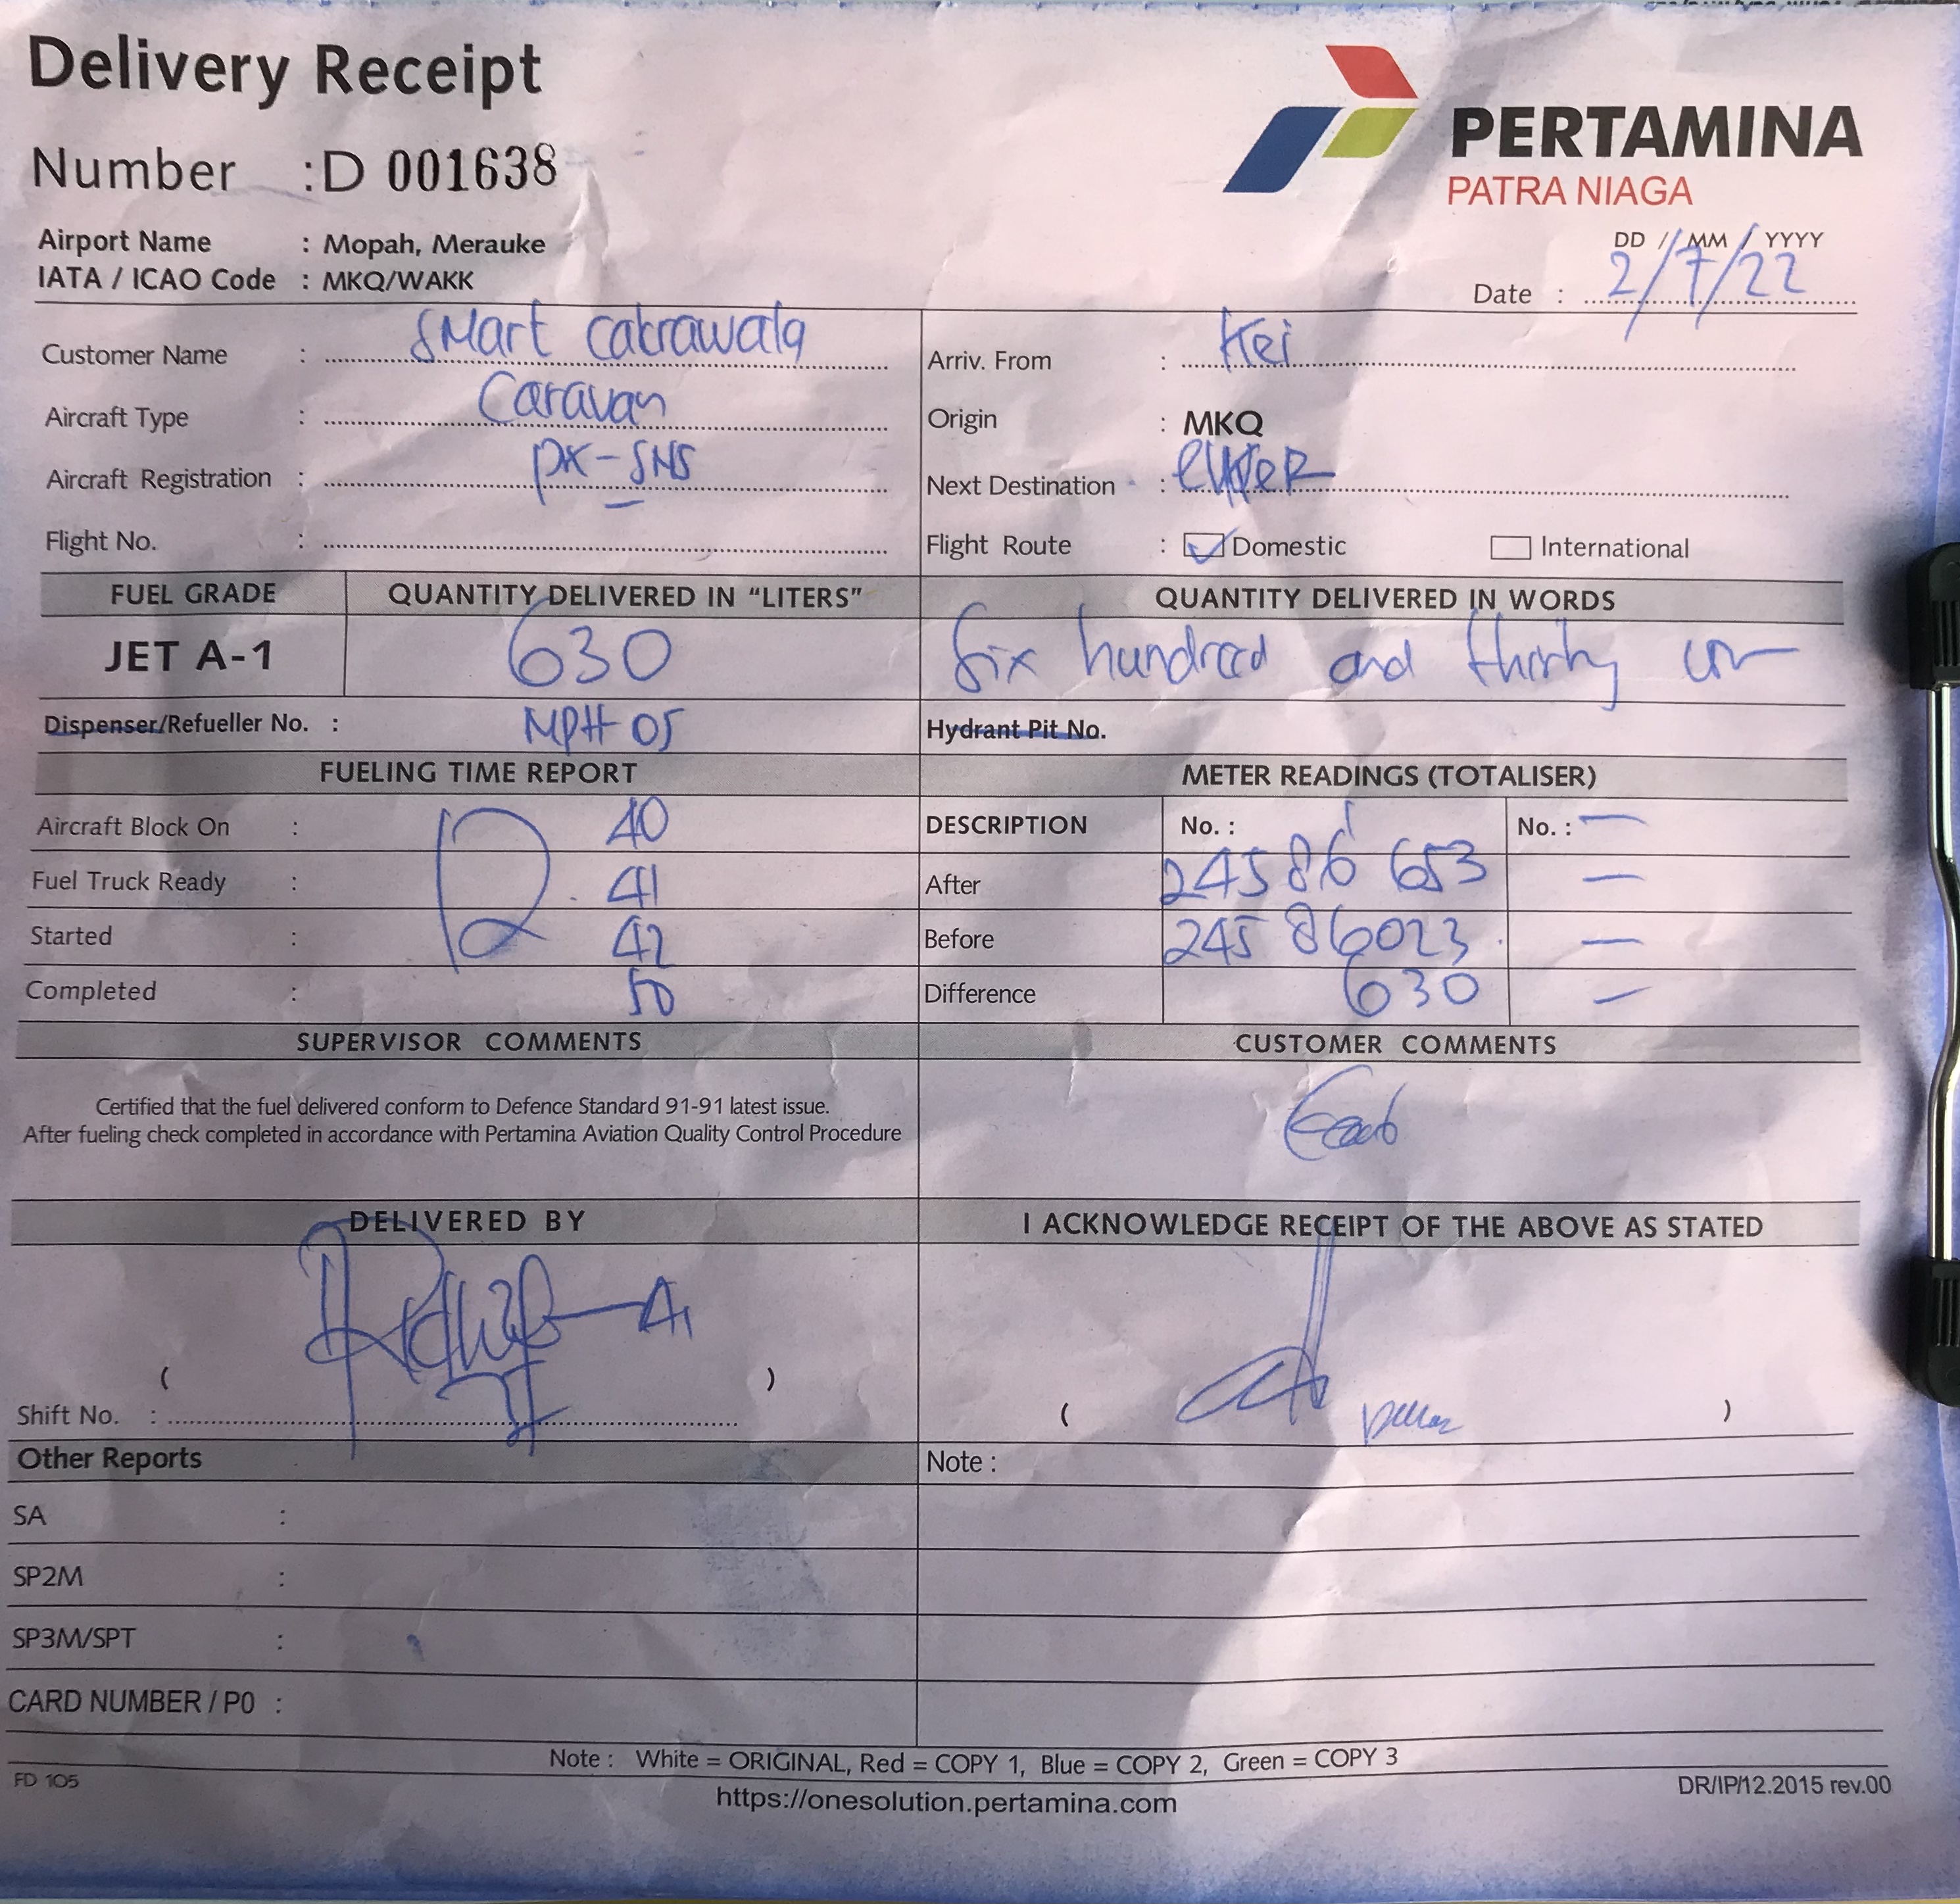 Delivery Receipt
Number : D 001638
PERTAMINA
PATRA NIAGA
Airport Name : Mopah, Merauke
IATA / ICAO Code : MKQ/WAKK
DD / MM / YYYY
Date : 2/7/22
Customer Name : SMart Cakrawala
Aircraft Type : Caravan
Aircraft Registration : PK-SNS
Flight No. :
Arriv. From : Kei
Origin : MKQ
Next Destination :
Flight Route : Domestic International
FUEL GRADE QUANTITY DELIVERED IN “LITERS” QUANTITY DELIVERED IN WORDS
JET A-1 630 Six hundred and thirty
Dispenser/Refueller No. : MPH 05 Hydrant Pit No.
FUELING TIME REPORT METER READINGS (TOTALISER)
Aircraft Block On : 12. 40 DESCRIPTION No. : 1 No. : —
Fuel Truck Ready : 41 After 24586 653 —
Started : 42 Before 24586023 —
Completed : 50 Difference 630 —
SUPERVISOR COMMENTS CUSTOMER COMMENTS
Certified that the fuel delivered conform to Defence Standard 91-91 latest issue.
After fueling check completed in accordance with Pertamina Aviation Quality Control Procedure
DELIVERED BY I ACKNOWLEDGE RECEIPT OF THE ABOVE AS STATED
( ) ( )
Shift No. :
Other Reports Note :
SA :
SP2M :
SP3M/SPT :
CARD NUMBER / P0 :
Note : White = ORIGINAL, Red = COPY 1, Blue = COPY 2, Green = COPY 3
FD 105
https://onesolution.pertamina.com
DR/IP/12.2015 rev.00